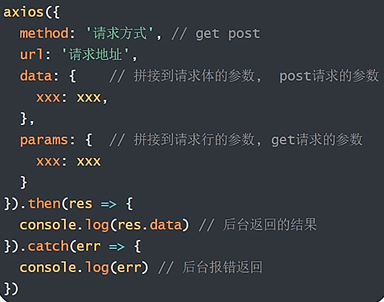 axios({
  method: '请求方式', // get post
  url: '请求地址',
  data: {    // 拼接到请求体的参数, post请求的参数
    xxx: xxx,
  },
  params: {  // 拼接到请求行的参数,get请求的参数
    xxx: xxx
  }
}).then(res => {
  console.log(res.data) // 后台返回的结果
}).catch(err => {
  console.log(err) // 后台报错返回
})